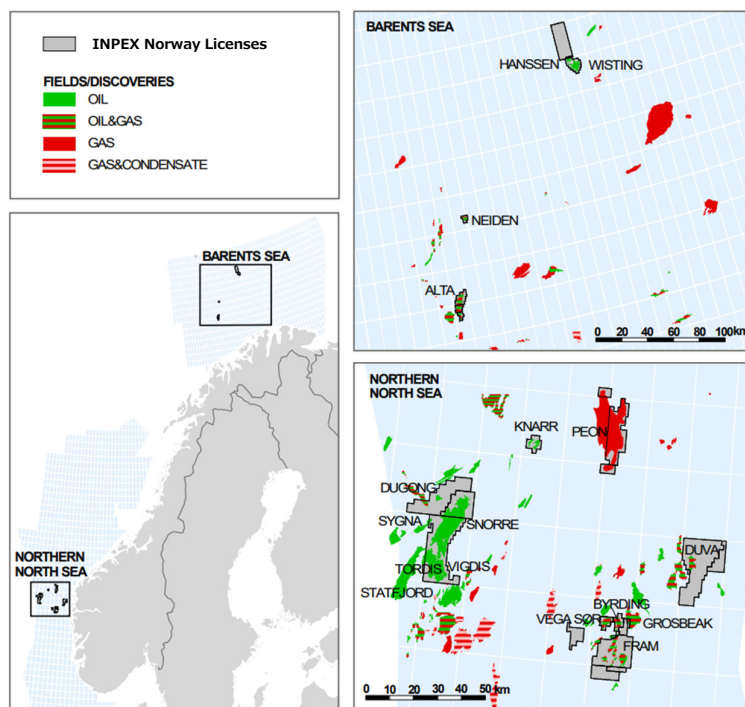 INPEX Norway Licenses
FIELDS/DISCOVERIES
OIL
OIL&GAS
GAS
GAS&CONDENSATE
BARENTS SEA
NORTHERN
NORTH SEA
BARENTS SEA
HANSSEN
WISTING
NEIDEN
ALTA
0 20 40 60 80 100km
NORTHERN
NORTH SEA
KNARR
PEON
DUGONG
SYGNA
SNORRE
DUVA
TORDIS
VIGDIS
STATFJORD
BYRDING
VEGA SØR
GROSBEAK
FRAM
0 10 20 30 40 50 km